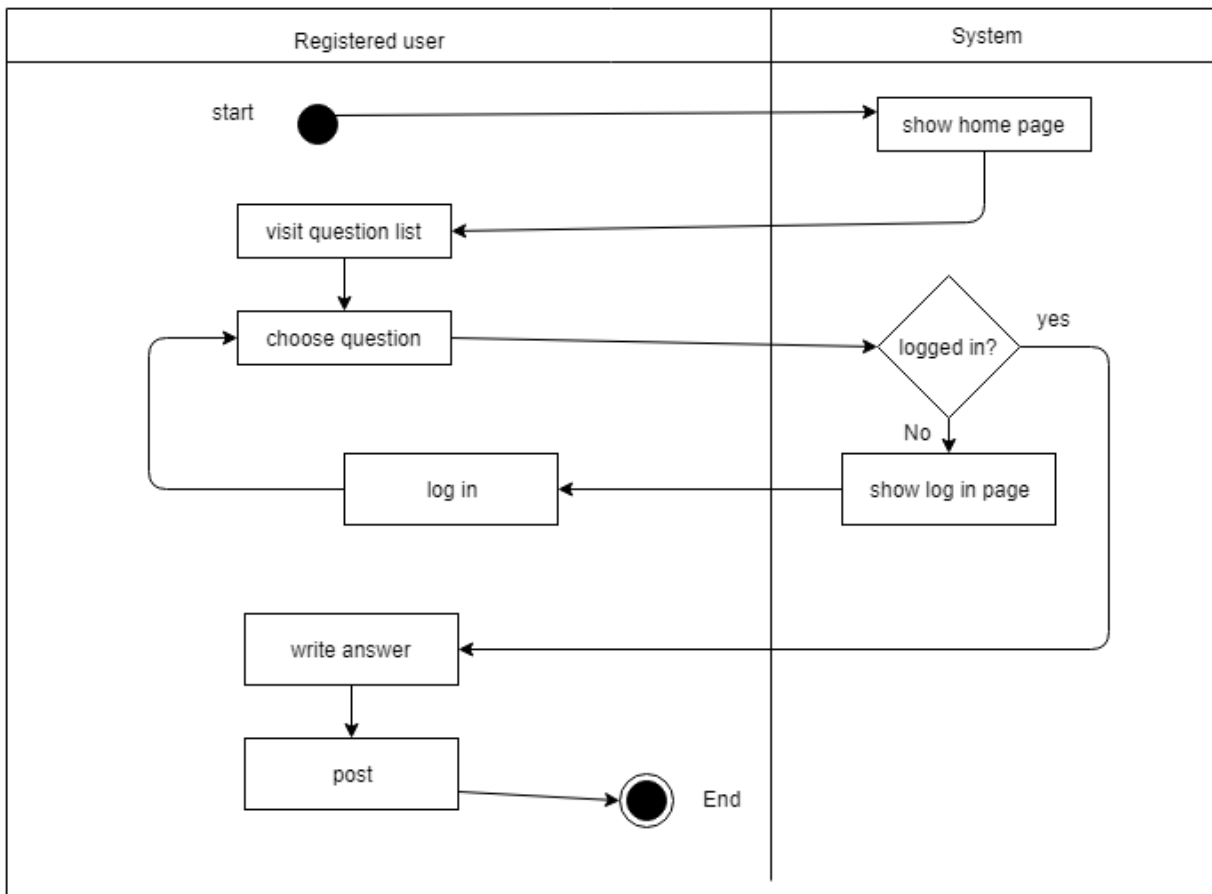 Registered user
System
start
show home page
visit question list
choose question
logged in?
yes
No
log in
show log in page
write answer
post
End